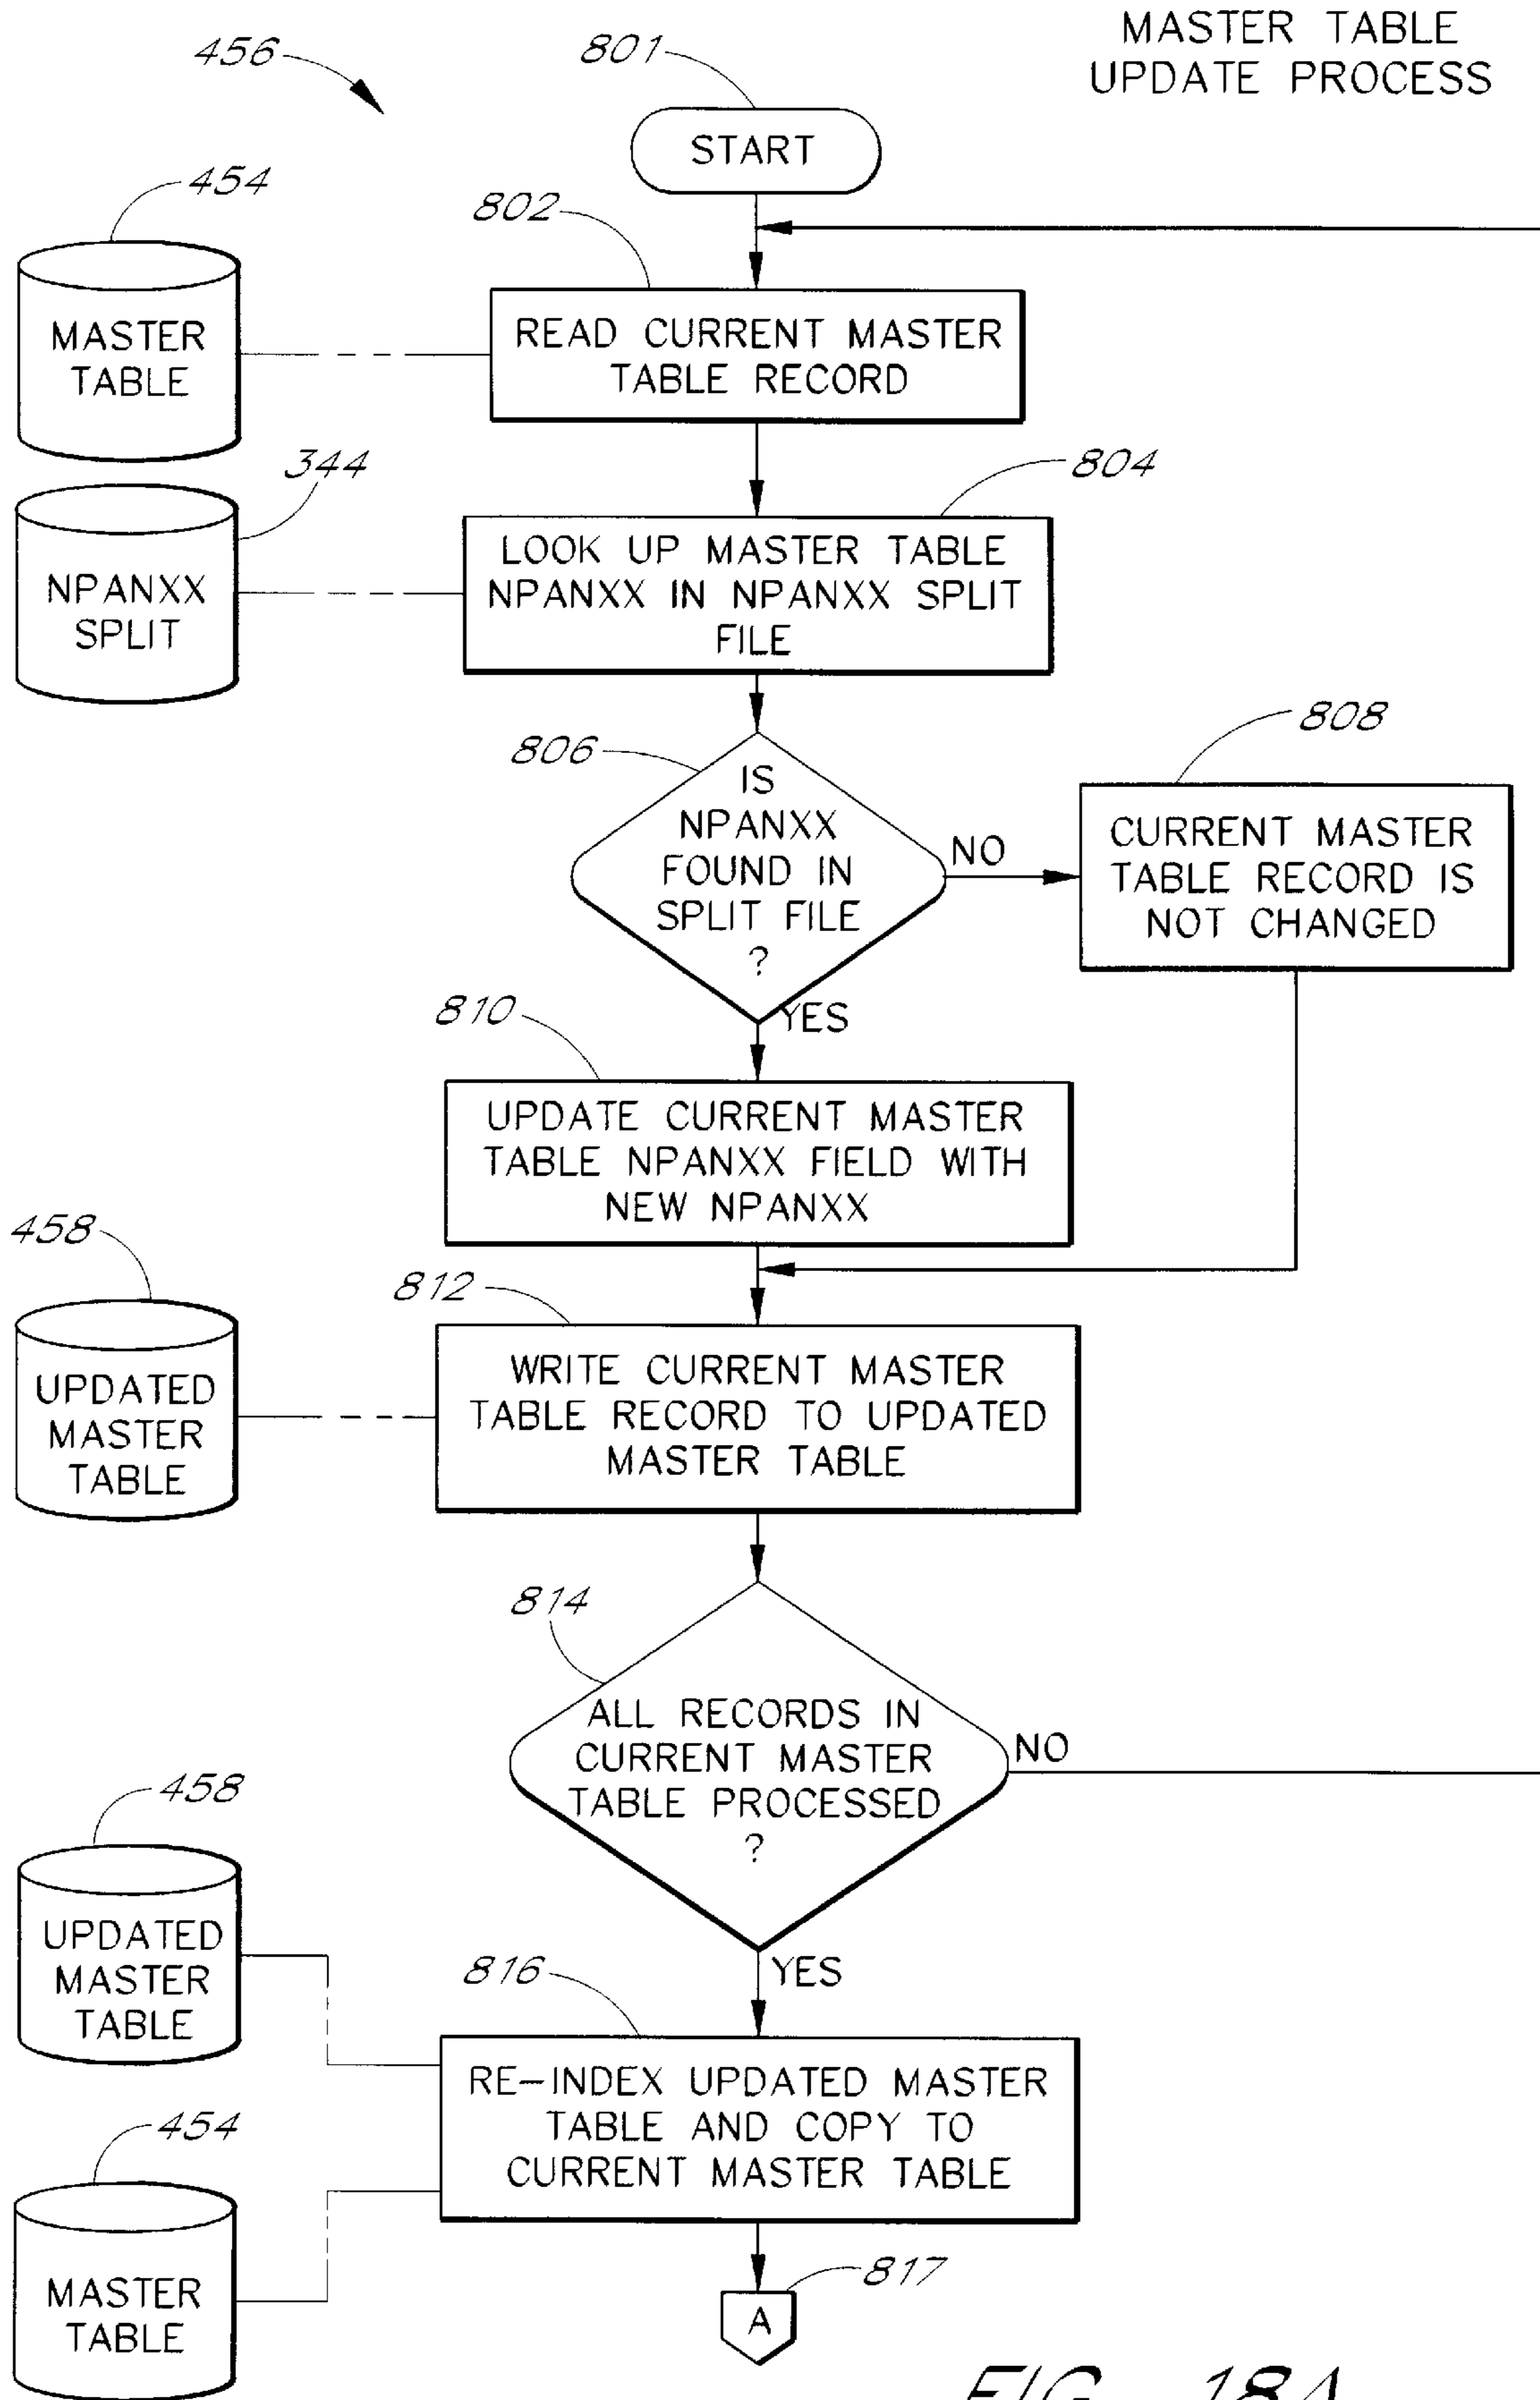 MASTER TABLE
UPDATE PROCESS
456
801
START
454
802
MASTER
TABLE
READ CURRENT MASTER
TABLE RECORD
344
804
NPANXX
SPLIT
LOOK UP MASTER TABLE
NPANXX IN NPANXX SPLIT
FILE
806
808
IS
NPANXX
FOUND IN
SPLIT FILE
?
NO
CURRENT MASTER
TABLE RECORD IS
NOT CHANGED
YES
810
UPDATE CURRENT MASTER
TABLE NPANXX FIELD WITH
NEW NPANXX
458
812
UPDATED
MASTER
TABLE
WRITE CURRENT MASTER
TABLE RECORD TO UPDATED
MASTER TABLE
814
ALL RECORDS IN
CURRENT MASTER
TABLE PROCESSED
?
NO
458
YES
UPDATED
MASTER
TABLE
816
RE-INDEX UPDATED MASTER
TABLE AND COPY TO
CURRENT MASTER TABLE
454
MASTER
TABLE
817
A
FIG. 18A